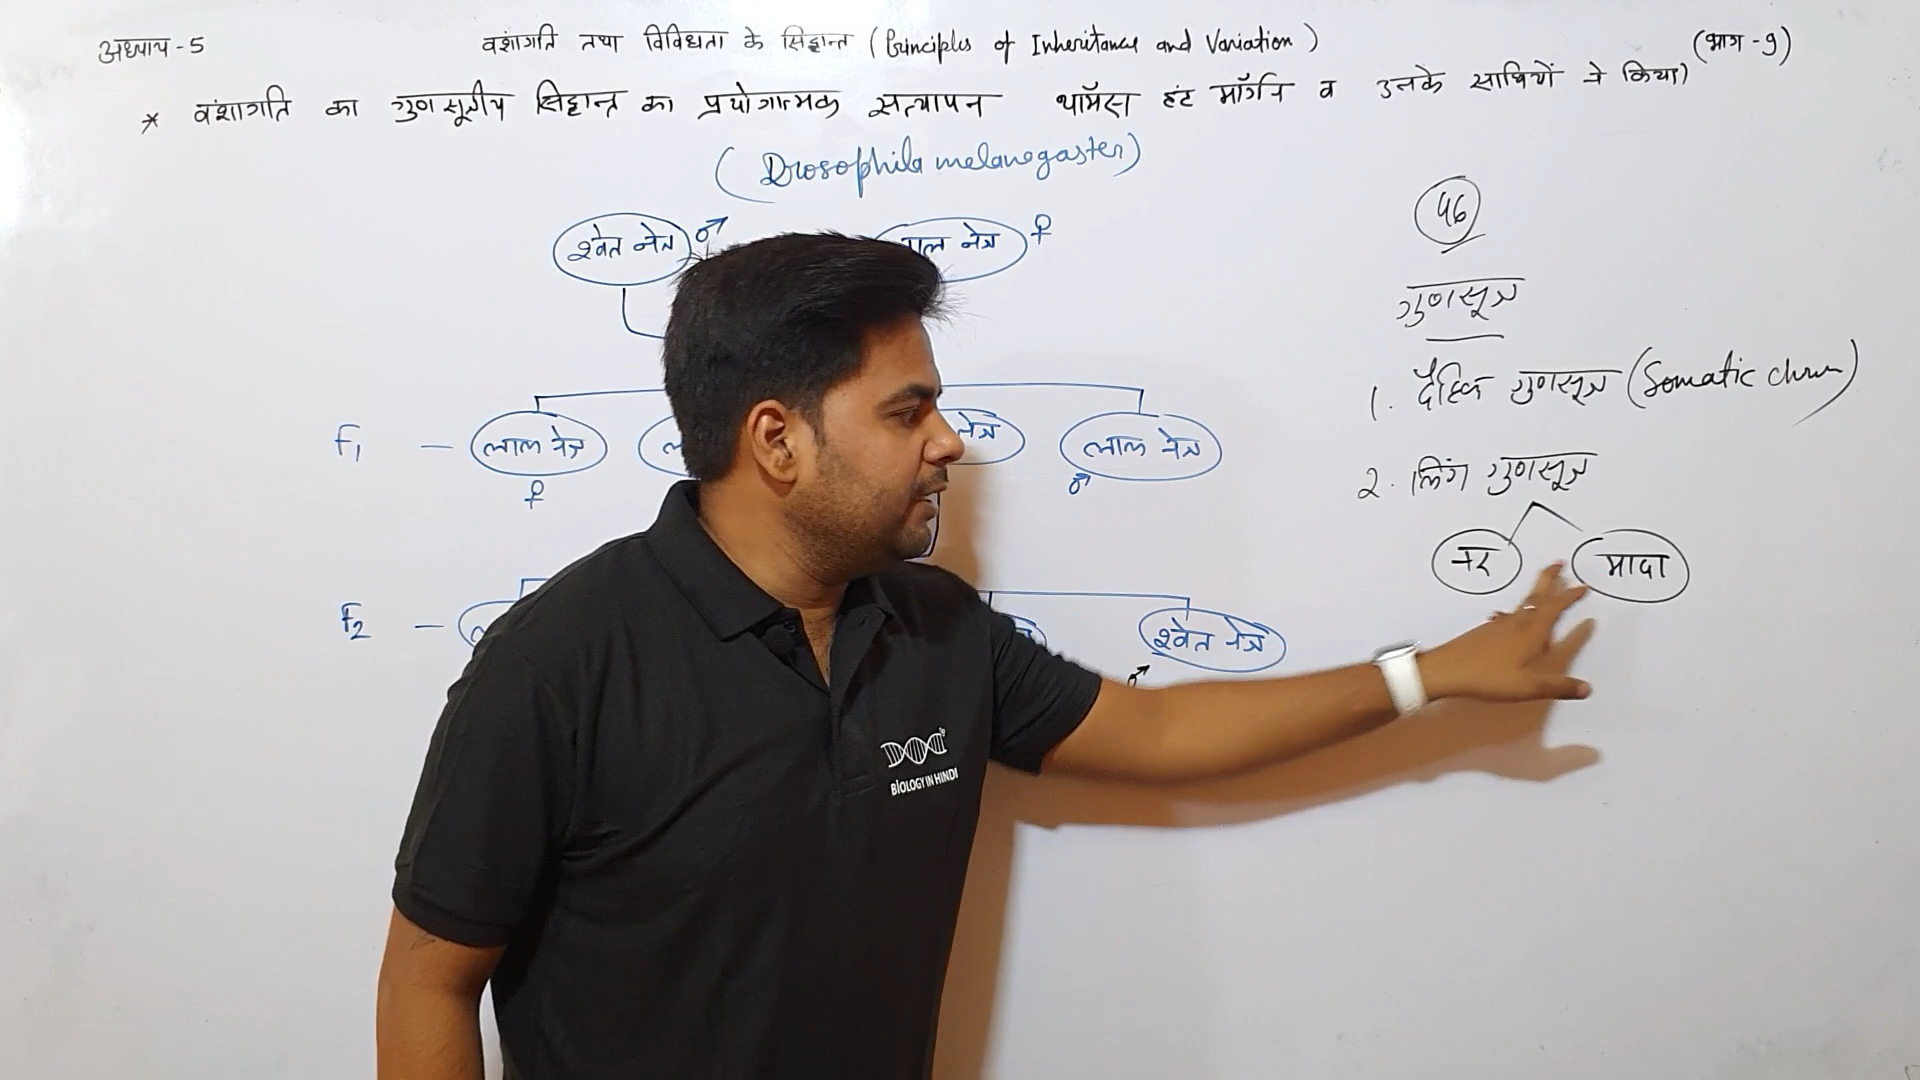 अध्याय - 5
वंशागति तथा विविधता के सिद्धान्त ( Principles of Inheritance and Variation )
(भाग - 9)
* वंशागति का गुणसूत्रीय सिद्धान्त का प्रयोगात्मक सत्यापन थॉमस हंट मॉर्गन व उनके साथियों ने किया)
( Drosophila melanogaster)
श्वेत नेत्र ♂ नेत्र ♀
46
गुणसूत्र
1. दैहिक गुणसूत्र (Somatic
F1 - लाल नेत्र नेत्र लाल नेत्र
♀ ♂
2. लिंग गुणसूत्र
नर मादा
F2 - श्वेत नेत्र
♂
BIOLOGY IN HINDI